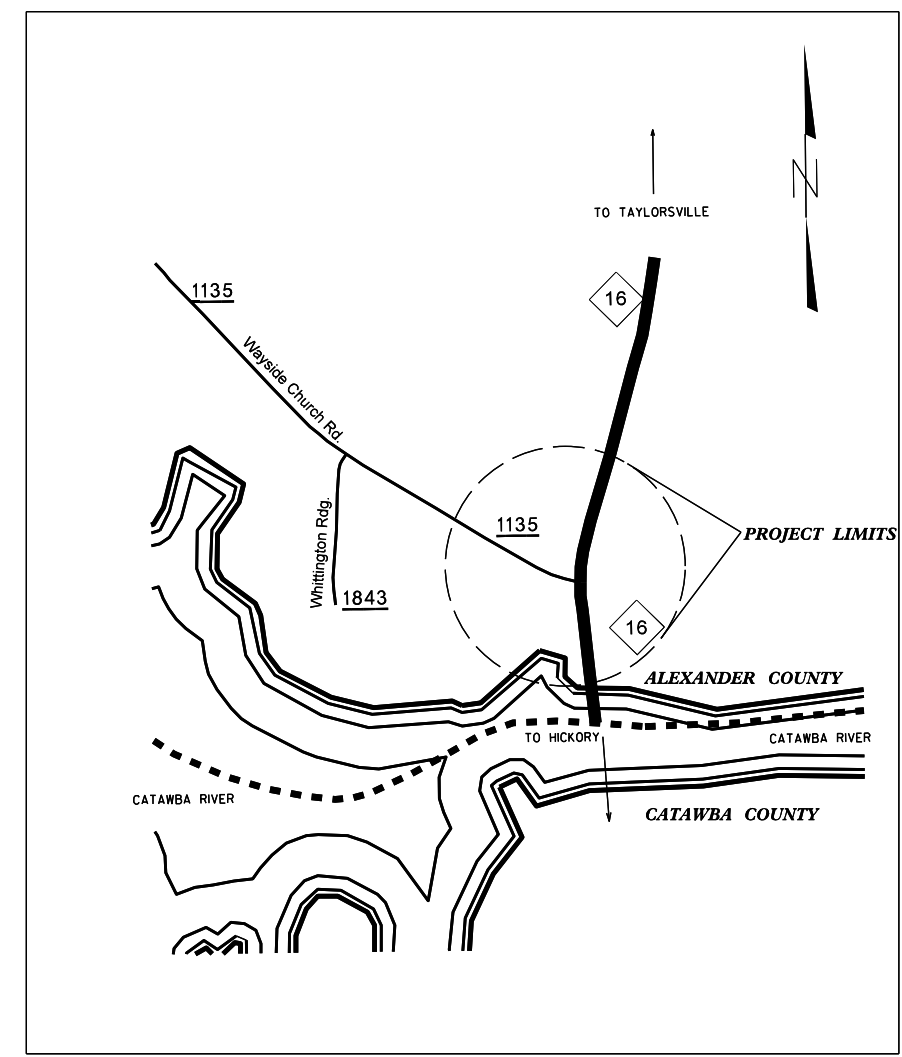 N
TO TAYLORSVILLE
1135
16
Wayside Church Rd.
Whittington Rdg.
1135
PROJECT LIMITS
1843
16
ALEXANDER COUNTY
TO HICKORY
CATAWBA RIVER
CATAWBA RIVER
CATAWBA COUNTY